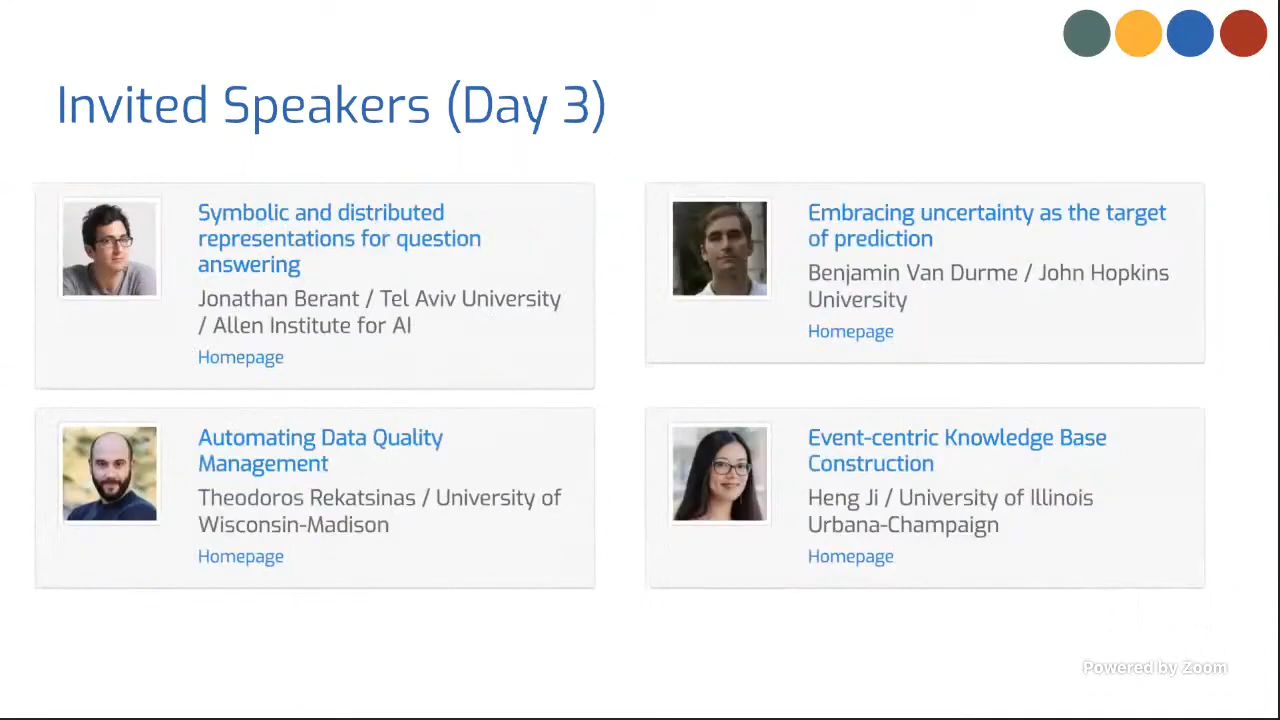 Invited Speakers (Day 3)
Symbolic and distributed
representations for question
answering
Jonathan Berant / Tel Aviv University
/ Allen Institute for AI
Homepage
Embracing uncertainty as the target
of prediction
Benjamin Van Durme / John Hopkins
University
Homepage
Automating Data Quality
Management
Theodoros Rekatsinas / University of
Wisconsin-Madison
Homepage
Event-centric Knowledge Base
Construction
Heng Ji / University of Illinois
Urbana-Champaign
Homepage
Powered by Zoom